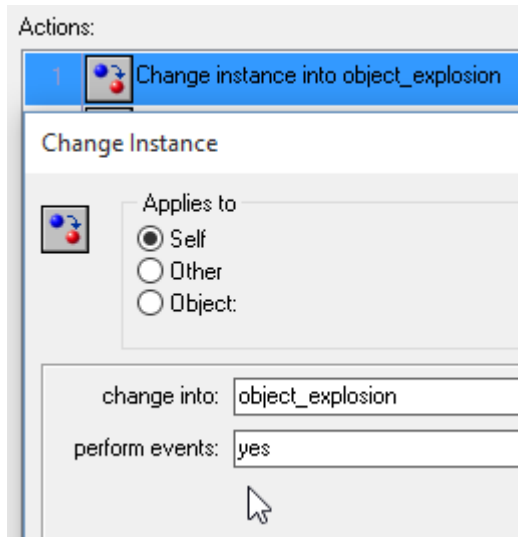 Actions:
1 Change instance into object_explosion
Change Instance
Applies to
Self
Other
Object:
change into: object_explosion
perform events: yes